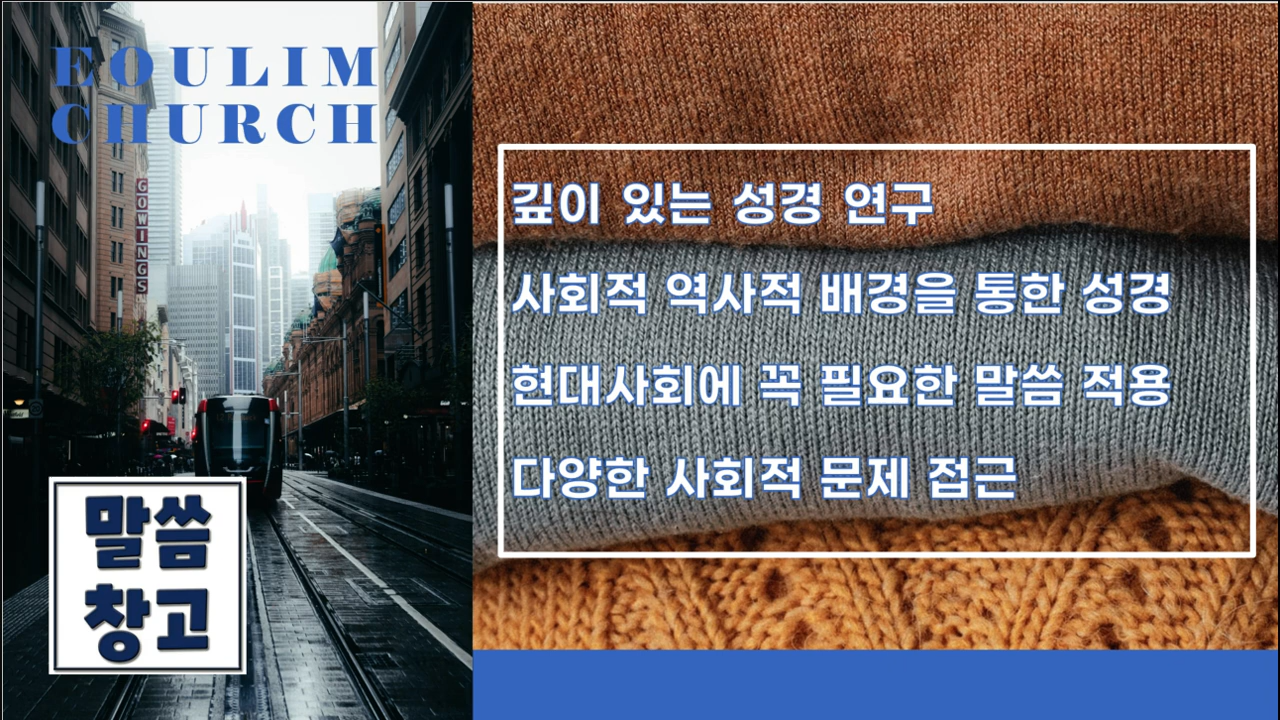 EOULIM
CHURCH
GOWINGS
말씀
창고
깊이 있는 성경 연구
사회적 역사적 배경을 통한 성경
현대사회에 꼭 필요한 말씀 적용
다양한 사회적 문제 접근